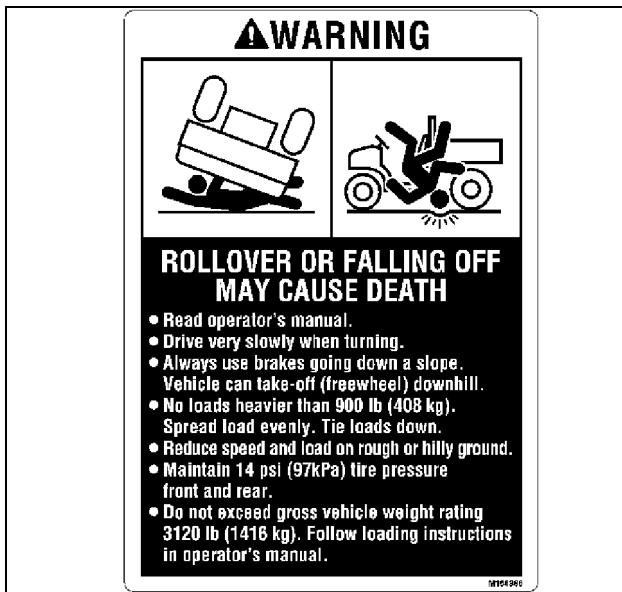 WARNING
ROLLOVER OR FALLING OFF
MAY CAUSE DEATH
• Read operator's manual.
• Drive very slowly when turning.
• Always use brakes going down a slope.
Vehicle can take-off (freewheel) downhill.
• No loads heavier than 900 lb (408 kg).
Spread load evenly. Tie loads down.
• Reduce speed and load on rough or hilly ground.
• Maintain 14 psi (97kPa) tire pressure
front and rear.
• Do not exceed gross vehicle weight rating
3120 lb (1416 kg). Follow loading instructions
in operator's manual.